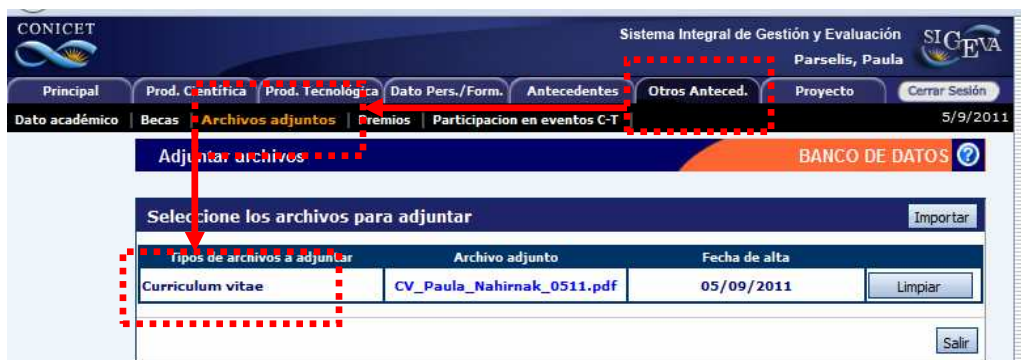 CONICET
Sistema Integral de Gestión y Evaluación
SIGEVA
Parselis, Paula
Principal Prod. Científica Prod. Tecnológica Dato Pers./Form. Antecedentes Otros Anteced. Proyecto Cerrar Sesión
Dato académico Becas Archivos adjuntos Premios Participacion en eventos C-T 5/9/2011
Adjuntar archivos BANCO DE DATOS ?
Seleccione los archivos para adjuntar Importar
Tipos de archivos a adjuntar Archivo adjunto Fecha de alta
Curriculum vitae CV_Paula_Nahirnak_0511.pdf 05/09/2011 Limpiar
Salir